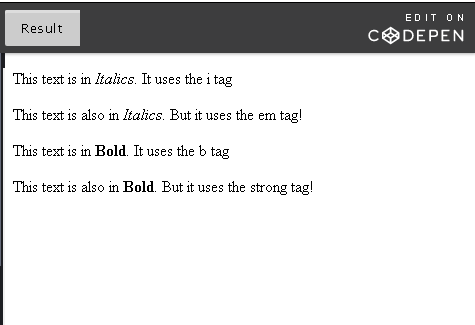 Result
EDIT ON
CODEPEN
This text is in Italics. It uses the i tag
This text is also in Italics. But it uses the em tag!
This text is in Bold. It uses the b tag
This text is also in Bold. But it uses the strong tag!